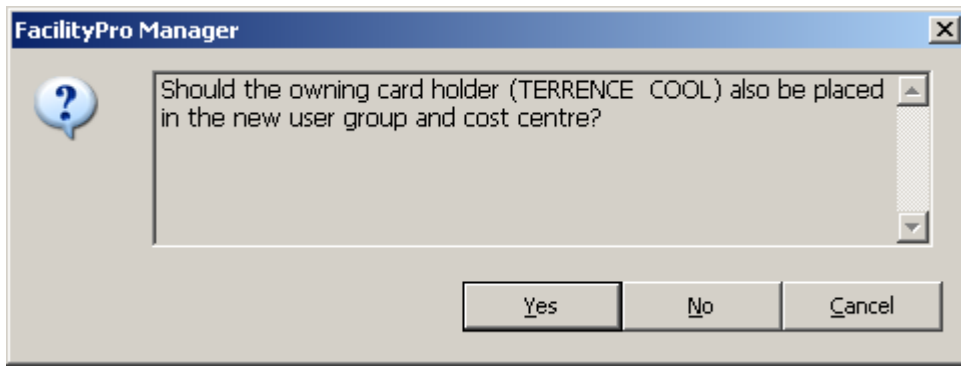 FacilityPro Manager
Should the owning card holder (TERRENCE  COOL) also be placed
in the new user group and cost centre?
Yes
No
Cancel